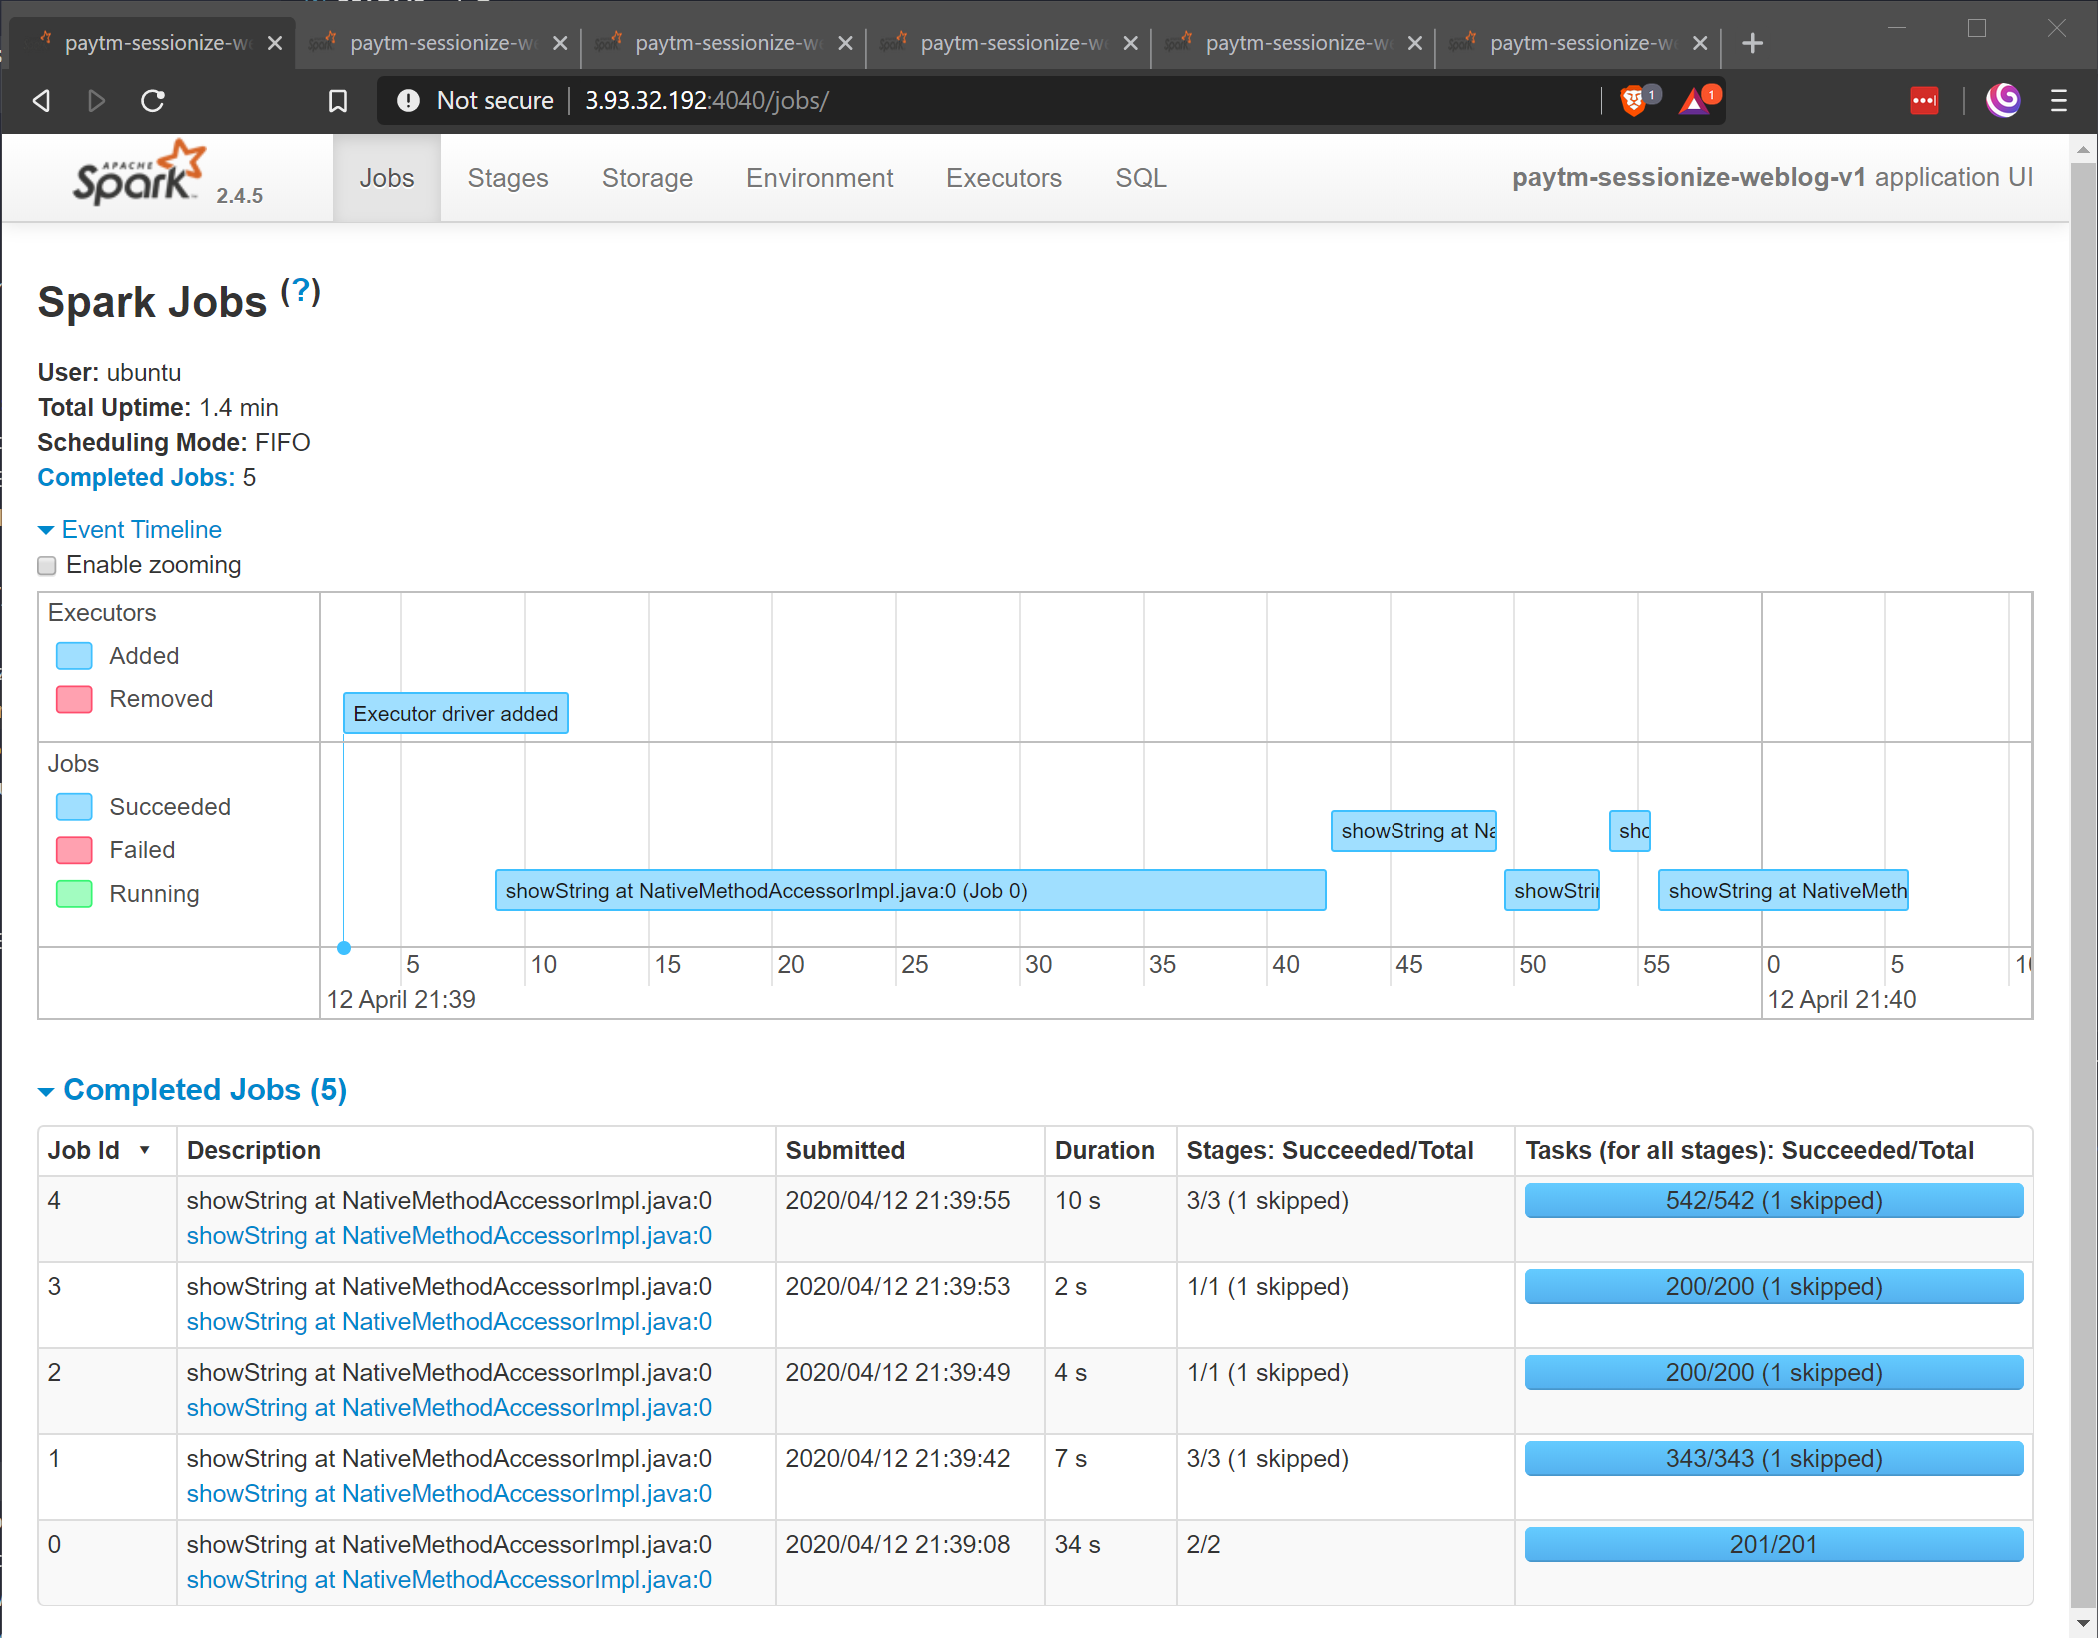 paytm-sessionize-we paytm-sessionize-we paytm-sessionize-we paytm-sessionize-we paytm-sessionize-we paytm-sessionize-we
Not secure 3.93.32.192:4040/jobs/ 1 1
APACHE Spark 2.4.5 Jobs Stages Storage Environment Executors SQL paytm-sessionize-weblog-v1 application UI
Spark Jobs (?)
User: ubuntu
Total Uptime: 1.4 min
Scheduling Mode: FIFO
Completed Jobs: 5
Event Timeline
Enable zooming
Executors
Added
Removed
Executor driver added
Jobs
Succeeded
Failed
Running
showString at Na
sho
showString at NativeMethodAccessorImpl.java:0 (Job 0)
showStrin
showString at NativeMeth
5 10 15 20 25 30 35 40 45 50 55 0 5 10
12 April 21:39 12 April 21:40
Completed Jobs (5)
Job Id ▼ Description Submitted Duration Stages: Succeeded/Total Tasks (for all stages): Succeeded/Total
4 showString at NativeMethodAccessorImpl.java:0 2020/04/12 21:39:55 10 s 3/3 (1 skipped) 542/542 (1 skipped)
showString at NativeMethodAccessorImpl.java:0
3 showString at NativeMethodAccessorImpl.java:0 2020/04/12 21:39:53 2 s 1/1 (1 skipped) 200/200 (1 skipped)
showString at NativeMethodAccessorImpl.java:0
2 showString at NativeMethodAccessorImpl.java:0 2020/04/12 21:39:49 4 s 1/1 (1 skipped) 200/200 (1 skipped)
showString at NativeMethodAccessorImpl.java:0
1 showString at NativeMethodAccessorImpl.java:0 2020/04/12 21:39:42 7 s 3/3 (1 skipped) 343/343 (1 skipped)
showString at NativeMethodAccessorImpl.java:0
0 showString at NativeMethodAccessorImpl.java:0 2020/04/12 21:39:08 34 s 2/2 201/201
showString at NativeMethodAccessorImpl.java:0